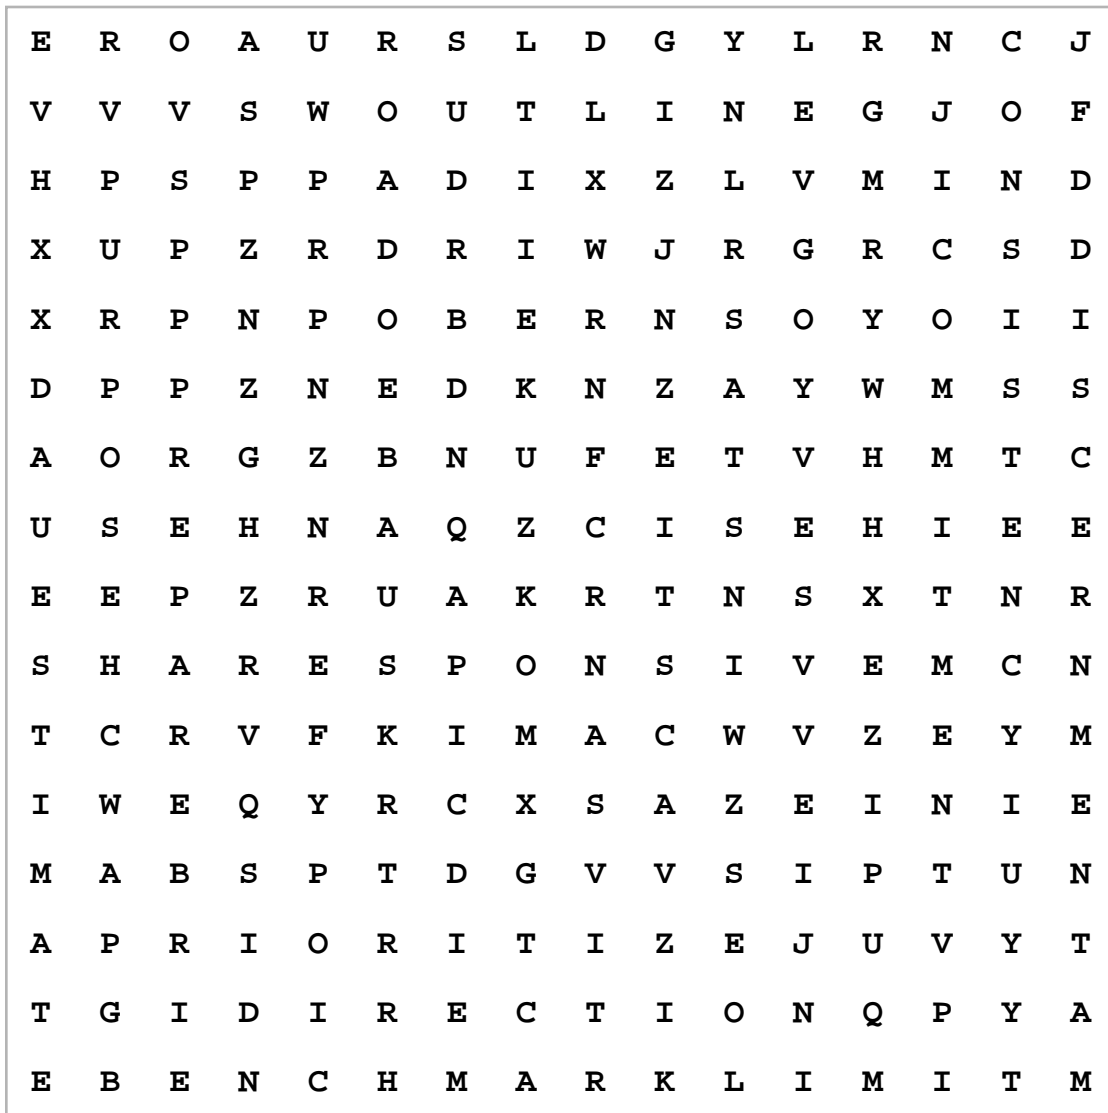 E R O A U R S L D G Y L R N C J
V V V S W O U T L I N E G J O F
H P S P P A D I X Z L V M I N D
X U P Z R D R I W J R G R C S D
X R P N P O B E R N S O Y O I I
D P P Z N E D K N Z A Y W M S S
A O R G Z B N U F E T V H M T C
U S E H N A Q Z C I S E H I E E
E E P Z R U A K R T N S X T N R
S H A R E S P O N S I V E M C N
T C R V F K I M A C W V Z E Y M
I W E Q Y R C X S A Z E I N I E
M A B S P T D G V V S I P T U N
A P R I O R I T I Z E J U V Y T
T G I D I R E C T I O N Q P Y A
E B E N C H M A R K L I M I T M